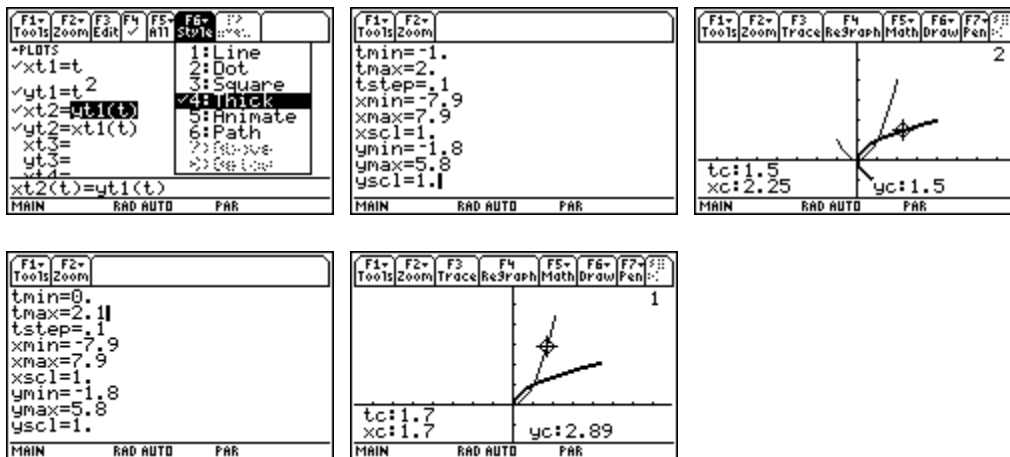 F1 F2 F3 F4 F5 F6 F7
Tools Zoom Edit ✓ All Style
▲PLOTS
✓xt1=t
✓yt1=t²
✓xt2=yt1(t)
✓yt2=xt1(t)
xt3=
yt3=
xt4=
1:Line
2:Dot
3:Square
✓4:Thick
5:Animate
6:Path
7:Above
8:Below
xt2(t)=yt1(t)
MAIN RAD AUTO PAR
F1 F2
Tools Zoom
tmin=-1.
tmax=2.
tstep=.1
xmin=-7.9
xmax=7.9
xscl=1.
ymin=-1.8
ymax=5.8
yscl=1.
MAIN RAD AUTO PAR
F1 F2 F3 F4 F5 F6 F7
Tools Zoom Trace ReGraph Math Draw Pen
2
tc:1.5
xc:2.25 yc:1.5
MAIN RAD AUTO PAR
F1 F2
Tools Zoom
tmin=0.
tmax=2.1
tstep=.1
xmin=-7.9
xmax=7.9
xscl=1.
ymin=-1.8
ymax=5.8
yscl=1.
MAIN RAD AUTO PAR
F1 F2 F3 F4 F5 F6 F7
Tools Zoom Trace ReGraph Math Draw Pen
1
tc:1.7
xc:1.7 yc:2.89
MAIN RAD AUTO PAR